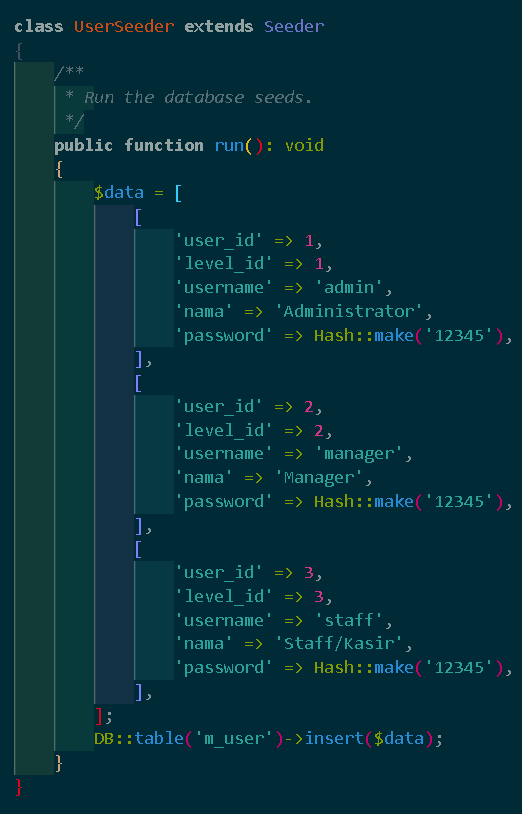 class UserSeeder extends Seeder
{
    /**
     * Run the database seeds.
     */
    public function run(): void
    {
        $data = [
            [
                'user_id' => 1,
                'level_id' => 1,
                'username' => 'admin',
                'nama' => 'Administrator',
                'password' => Hash::make('12345'),
            ],
            [
                'user_id' => 2,
                'level_id' => 2,
                'username' => 'manager',
                'nama' => 'Manager',
                'password' => Hash::make('12345'),
            ],
            [
                'user_id' => 3,
                'level_id' => 3,
                'username' => 'staff',
                'nama' => 'Staff/Kasir',
                'password' => Hash::make('12345'),
            ],
        ];
        DB::table('m_user')->insert($data);
    }
}